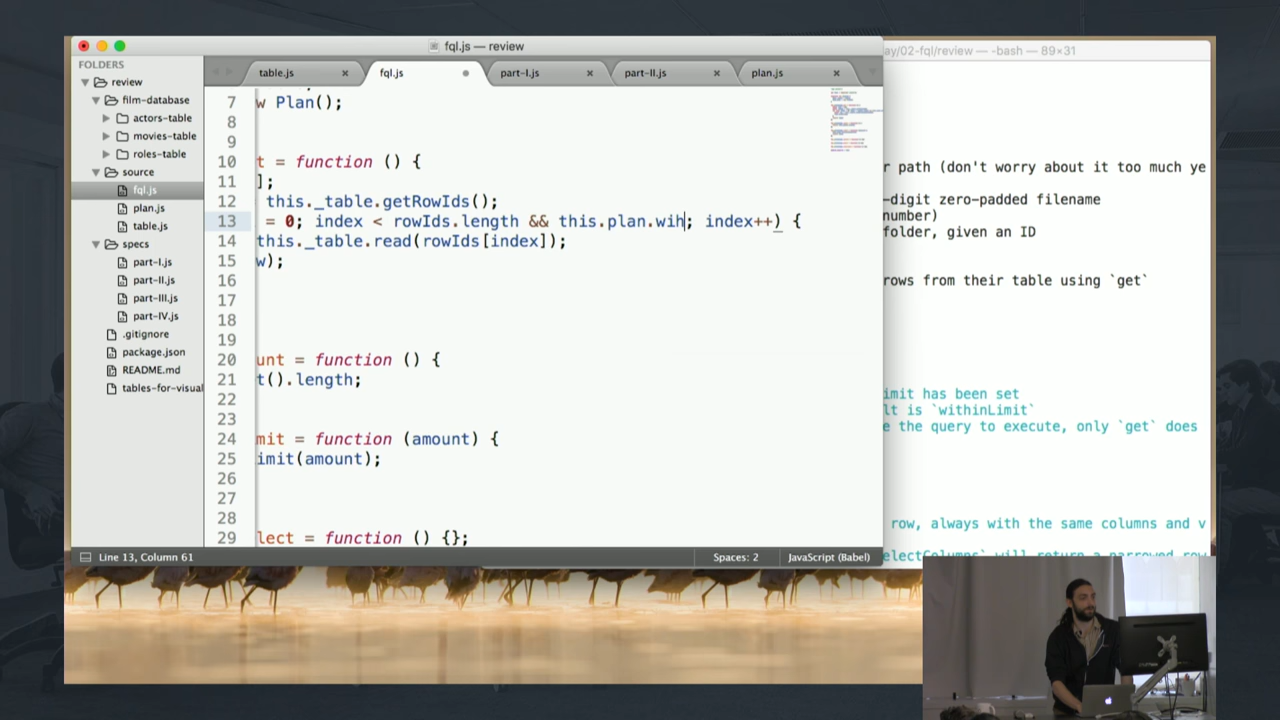 fql.js — review
ay/02-fql/review — -bash — 89×31
FOLDERS
review
film-database
actors-table
movies-table
roles-table
source
fql.js
plan.js
table.js
specs
part-I.js
part-II.js
part-III.js
part-IV.js
.gitignore
package.json
README.md
tables-for-visual
table.js
fql.js
part-I.js
part-II.js
plan.js
7 w Plan();
8
9
10 t = function () {
11 ];
12 this._table.getRowIds();
13 = 0; index < rowIds.length && this.plan.wih; index++) {
14 this._table.read(rowIds[index]);
15 w);
16
17
18
19
20 unt = function () {
21 t().length;
22
23
24 mit = function (amount) {
25 imit(amount);
26
27
28
29 lect = function () {};
Line 13, Column 61
Spaces: 2
JavaScript (Babel)
r path (don't worry about it too much ye
-digit zero-padded filename
number)
folder, given an ID
rows from their table using `get`
imit has been set
lt is `withinLimit`
e the query to execute, only `get` does
row, always with the same columns and v
electColumns` will return a narrowed row